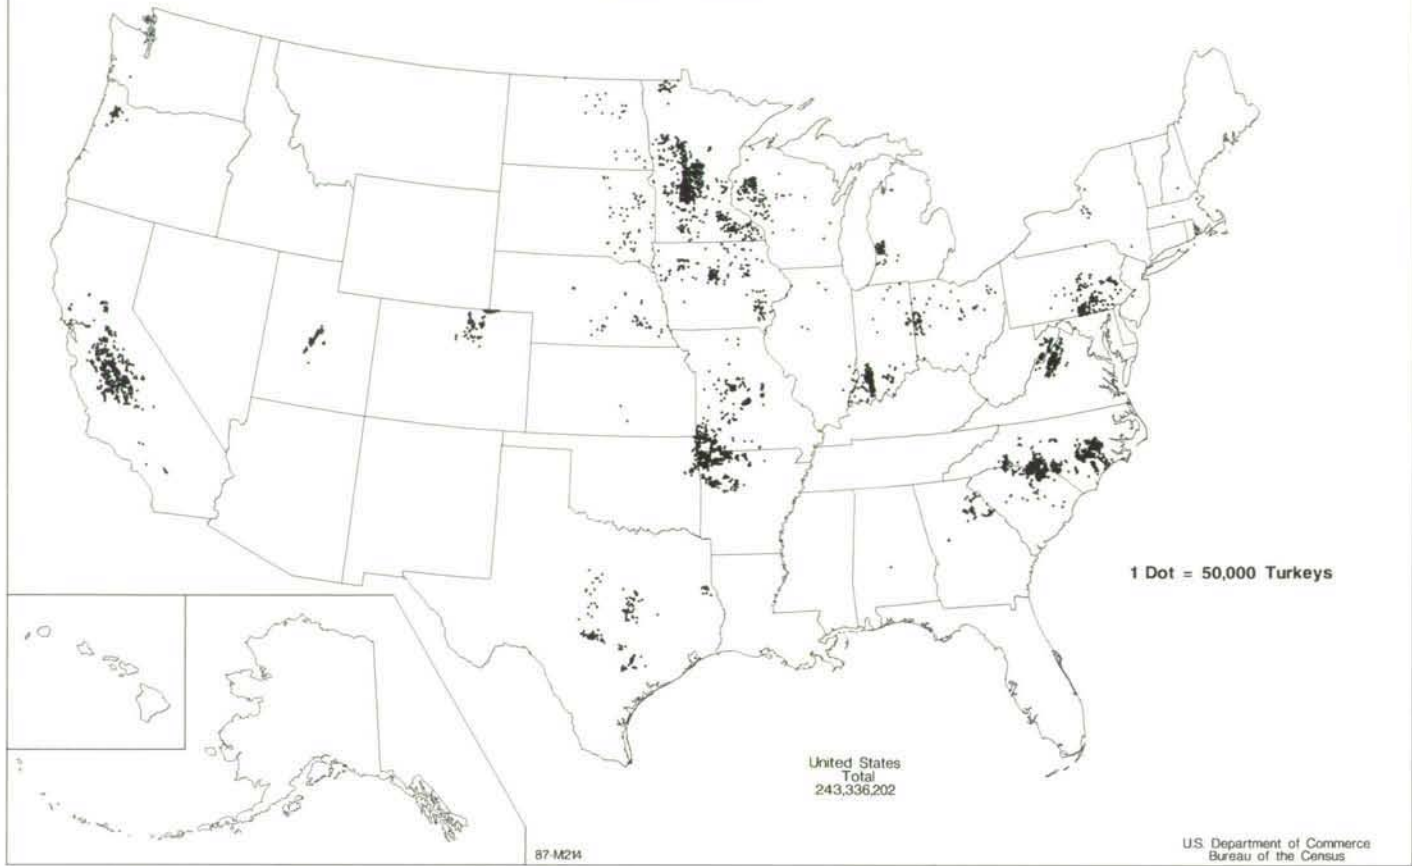 1 Dot = 50,000 Turkeys
United States
Total
243,336,202
87-M214
U.S. Department of Commerce
Bureau of the Census